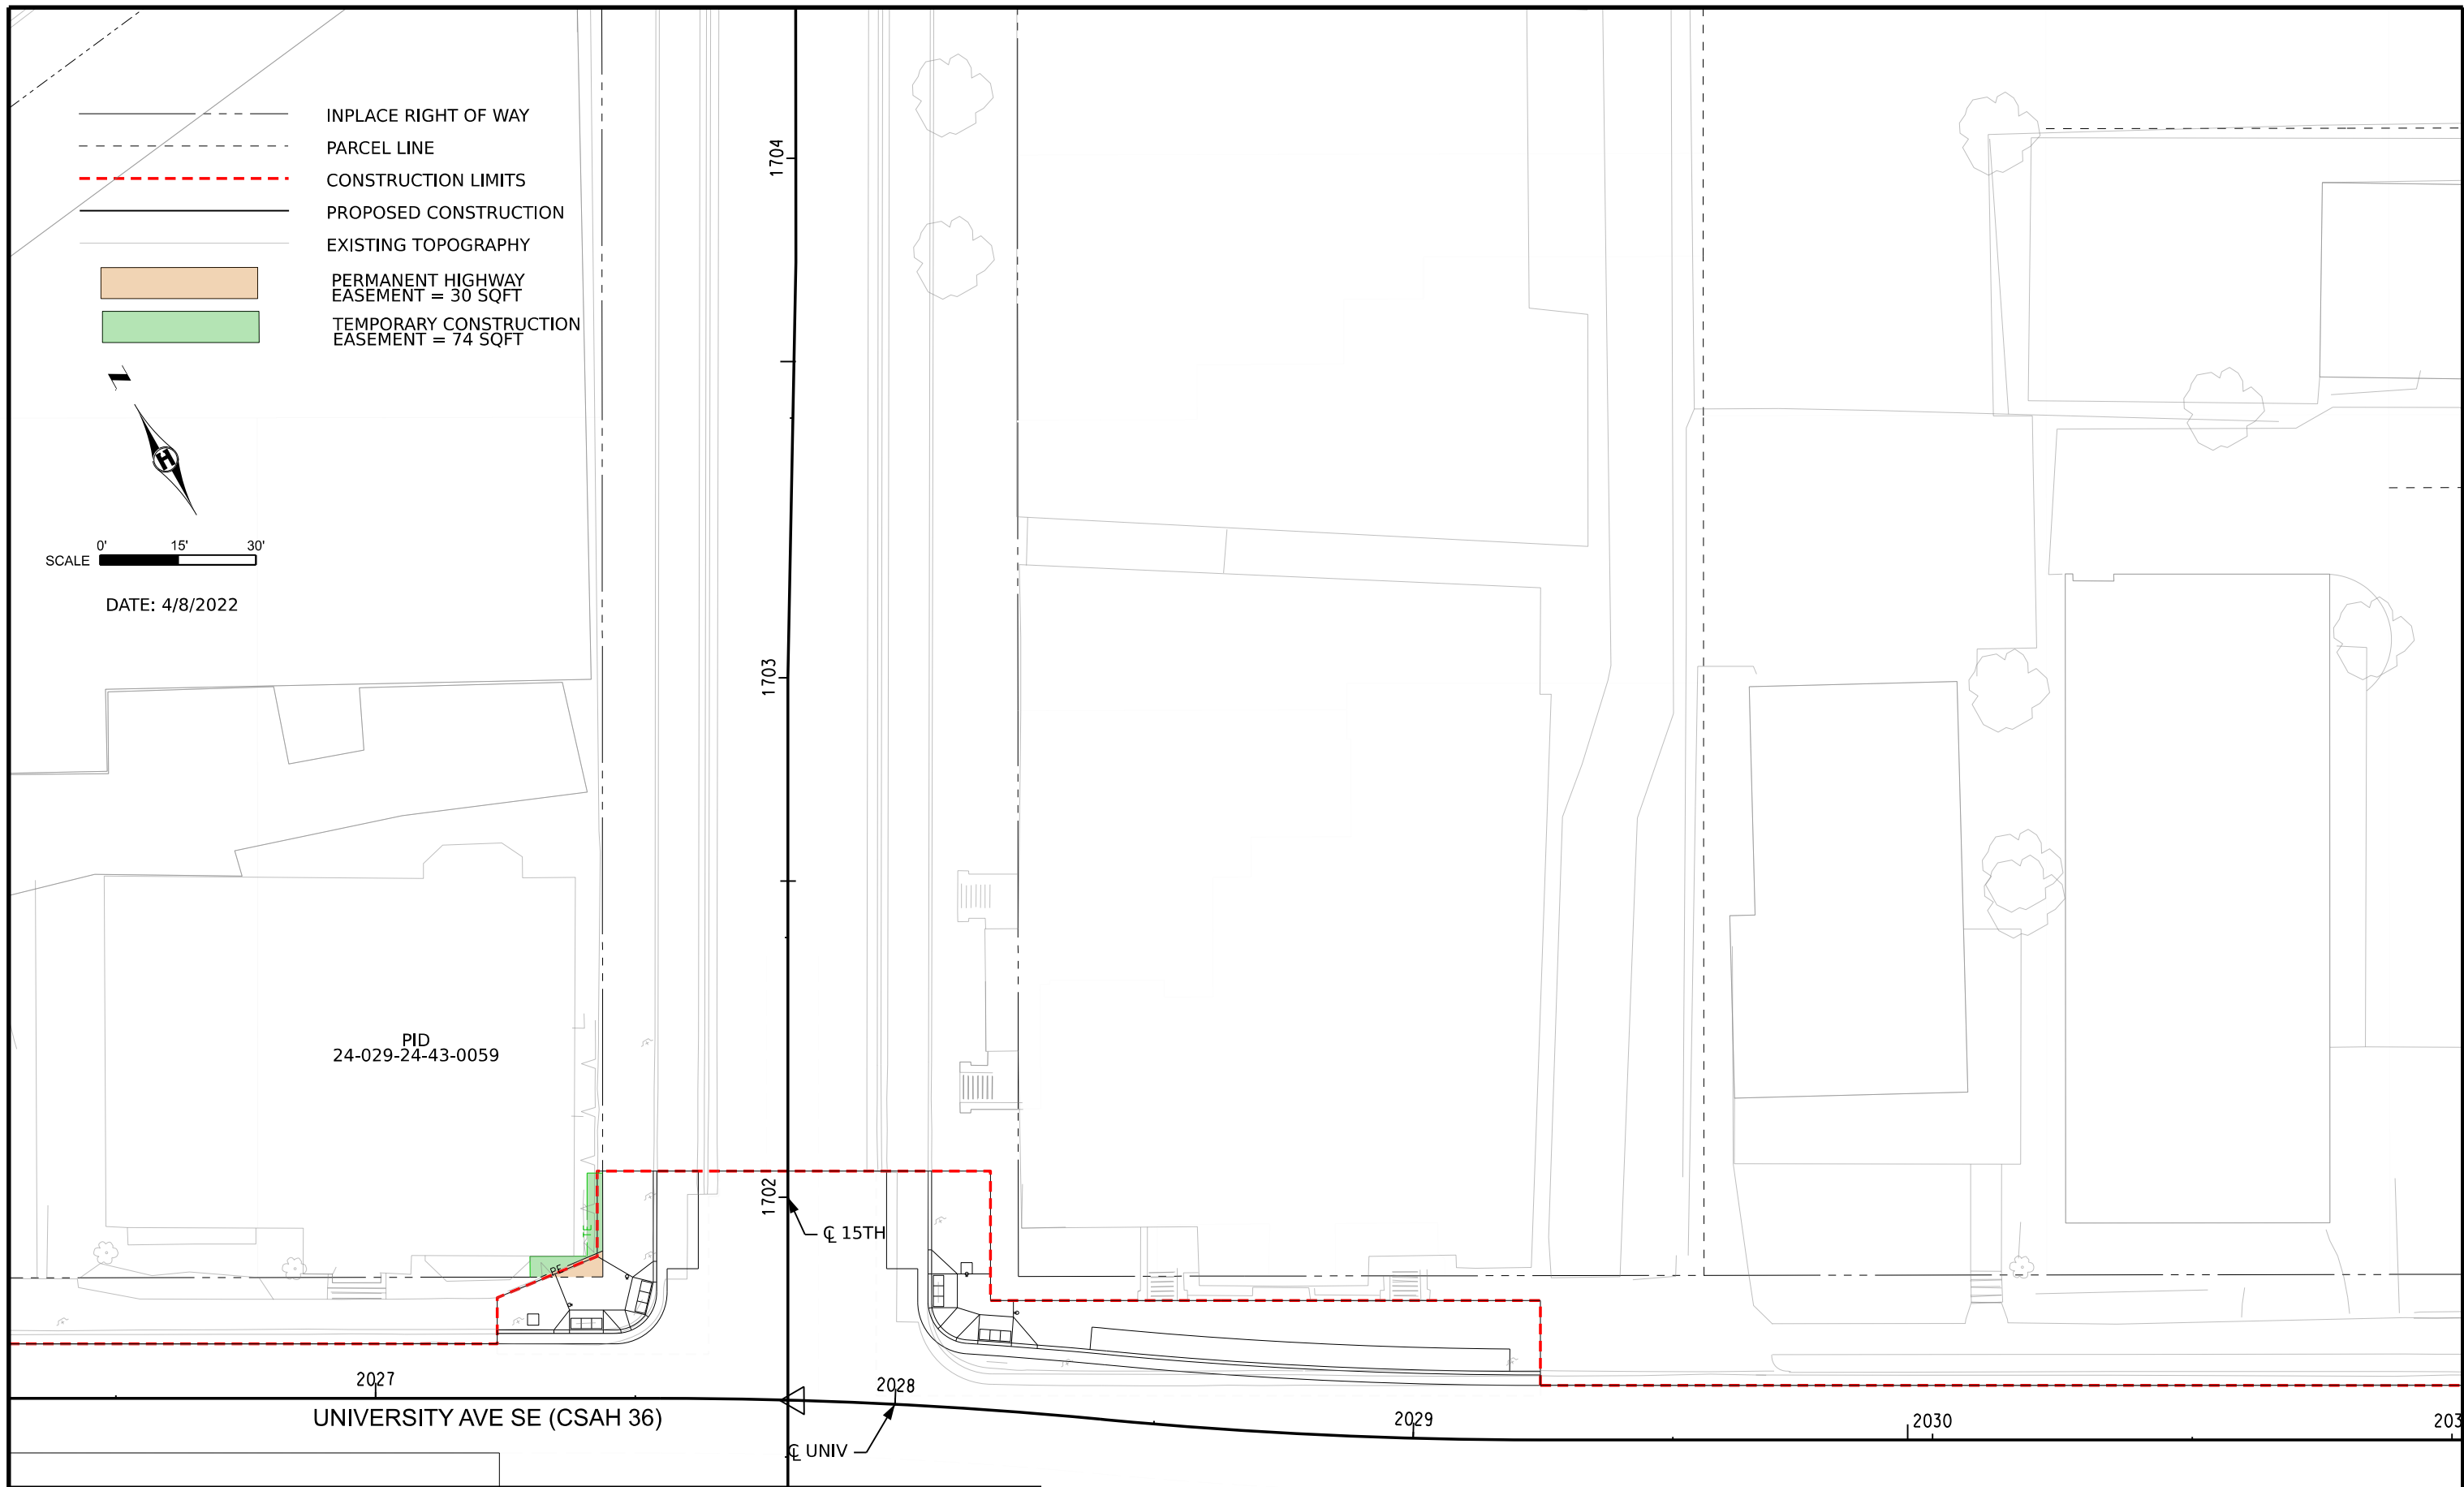 INPLACE RIGHT OF WAY
PARCEL LINE
CONSTRUCTION LIMITS
PROPOSED CONSTRUCTION
EXISTING TOPOGRAPHY
PERMANENT HIGHWAY
EASEMENT = 30 SQFT
TEMPORARY CONSTRUCTION
EASEMENT = 74 SQFT
N
H
SCALE
0' 15' 30'
DATE: 4/8/2022
1704
1703
1702
PID
24-029-24-43-0059
TE
PE
℄ 15TH
2027
2028
2029
2030
203
UNIVERSITY AVE SE (CSAH 36)
℄ UNIV